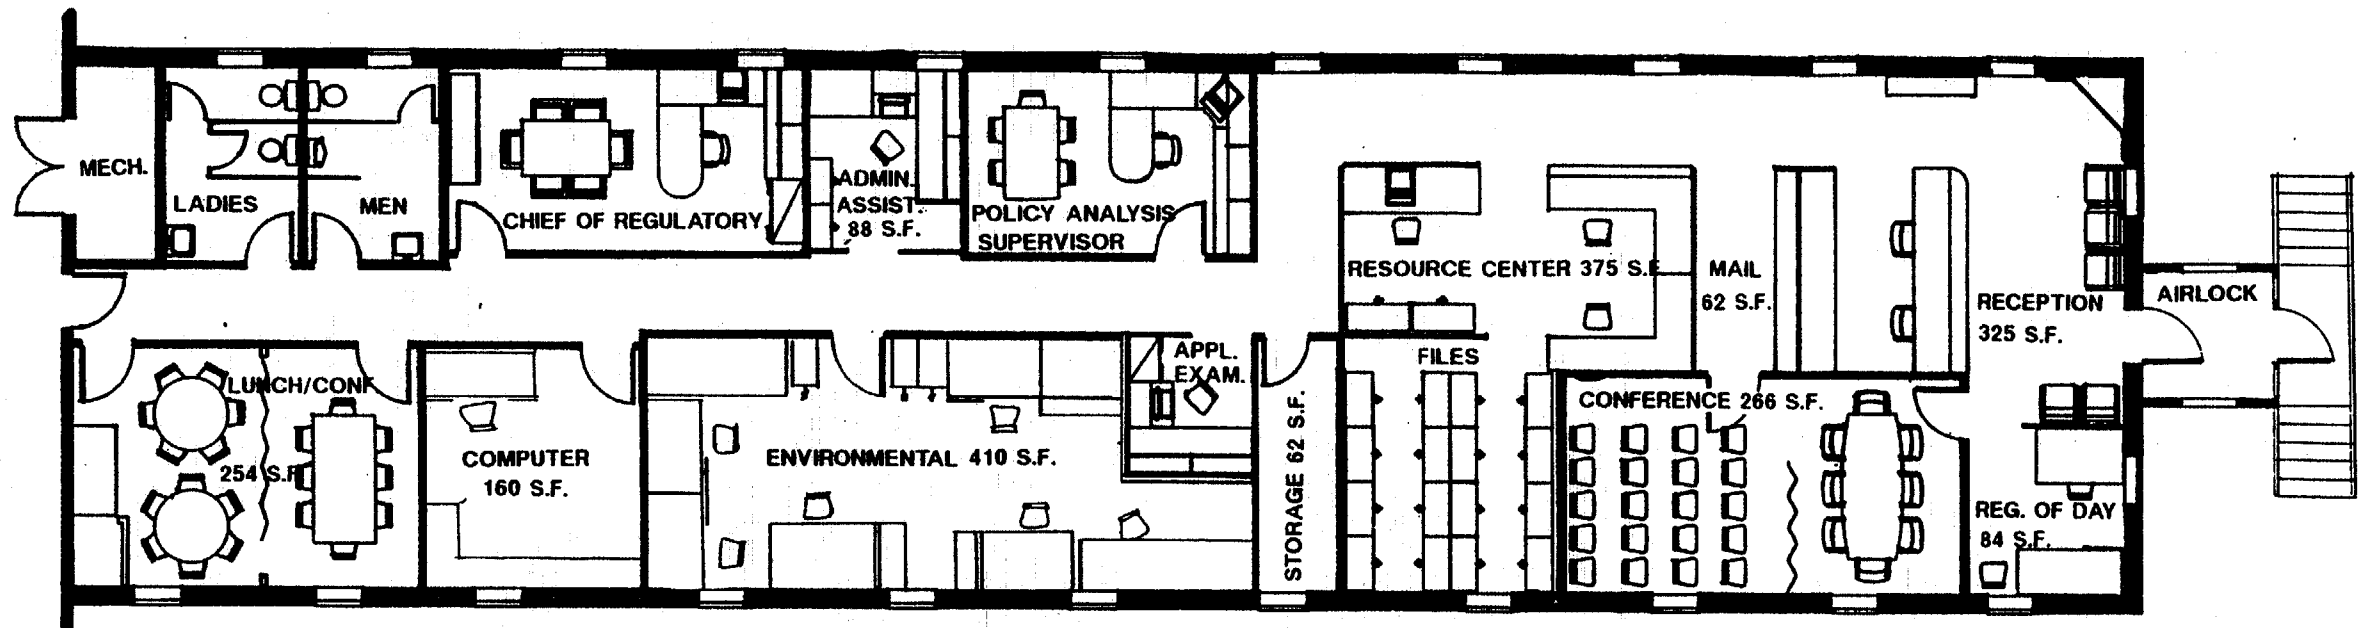 MECH.
LADIES
MEN
CHIEF OF REGULATORY
ADMIN.
ASSIST.
88 S.F.
POLICY ANALYSIS
SUPERVISOR
RESOURCE CENTER 375 S.F.
MAIL
62 S.F.
RECEPTION
325 S.F.
AIRLOCK
LUNCH/CONF.
254 S.F.
COMPUTER
160 S.F.
ENVIRONMENTAL 410 S.F.
APPL.
EXAM.
STORAGE 62 S.F.
FILES
CONFERENCE 266 S.F.
REG. OF DAY
84 S.F.